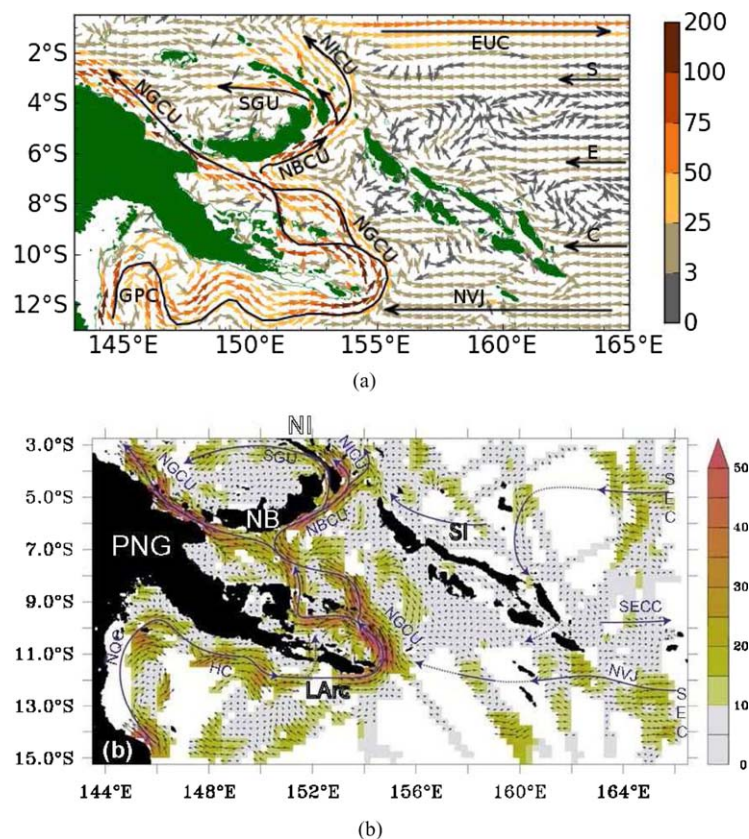 2°S
4°S
6°S
8°S
10°S
12°S
145°E 150°E 155°E 160°E 165°E
200
100
75
50
25
3
0
EUC
NICU
S
NGCU
SGU
NBCU
E
NGCU
C
GPC
NVJ
(a)
NI
3.0°S
5.0°S
7.0°S
9.0°S
11.0°S
13.0°S
15.0°S
SGU
NICU
NGCU
NB
NBCU
PNG
SI
S
E
C
NGCU
SECC
NQC
HC
LArc
NVJ
S
E
C
(b)
144°E 148°E 152°E 156°E 160°E 164°E
50
40
30
20
10
0
(b)